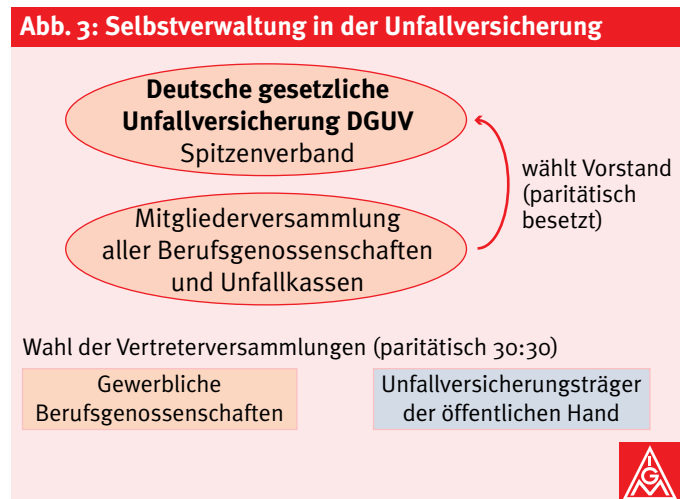 Abb. 3: Selbstverwaltung in der Unfallversicherung
Deutsche gesetzliche
Unfallversicherung DGUV
Spitzenverband
wählt Vorstand
(paritätisch
besetzt)
Mitgliederversammlung
aller Berufsgenossenschaften
und Unfallkassen
Wahl der Vertreterversammlungen (paritätisch 30:30)
Gewerbliche
Berufsgenossenschaften
Unfallversicherungsträger
der öffentlichen Hand
IGM